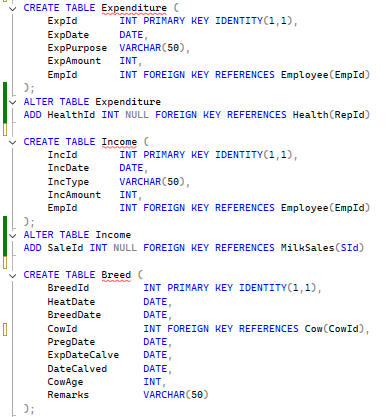 CREATE TABLE Expenditure (
ExpId INT PRIMARY KEY IDENTITY(1,1),
ExpDate DATE,
ExpPurpose VARCHAR(50),
ExpAmount INT,
EmpId INT FOREIGN KEY REFERENCES Employee(EmpId)
);
ALTER TABLE Expenditure
ADD HealthId INT NULL FOREIGN KEY REFERENCES Health(RepId)
CREATE TABLE Income (
IncId INT PRIMARY KEY IDENTITY(1,1),
IncDate DATE,
IncType VARCHAR(50),
IncAmount INT,
EmpId INT FOREIGN KEY REFERENCES Employee(EmpId)
);
ALTER TABLE Income
ADD SaleId INT NULL FOREIGN KEY REFERENCES MilkSales(SId)
CREATE TABLE Breed (
BreedId INT PRIMARY KEY IDENTITY(1,1),
HeatDate DATE,
BreedDate DATE,
CowId INT FOREIGN KEY REFERENCES Cow(CowId),
PregDate DATE,
ExpDateCalve DATE,
DateCalved DATE,
CowAge INT,
Remarks VARCHAR(50)
);